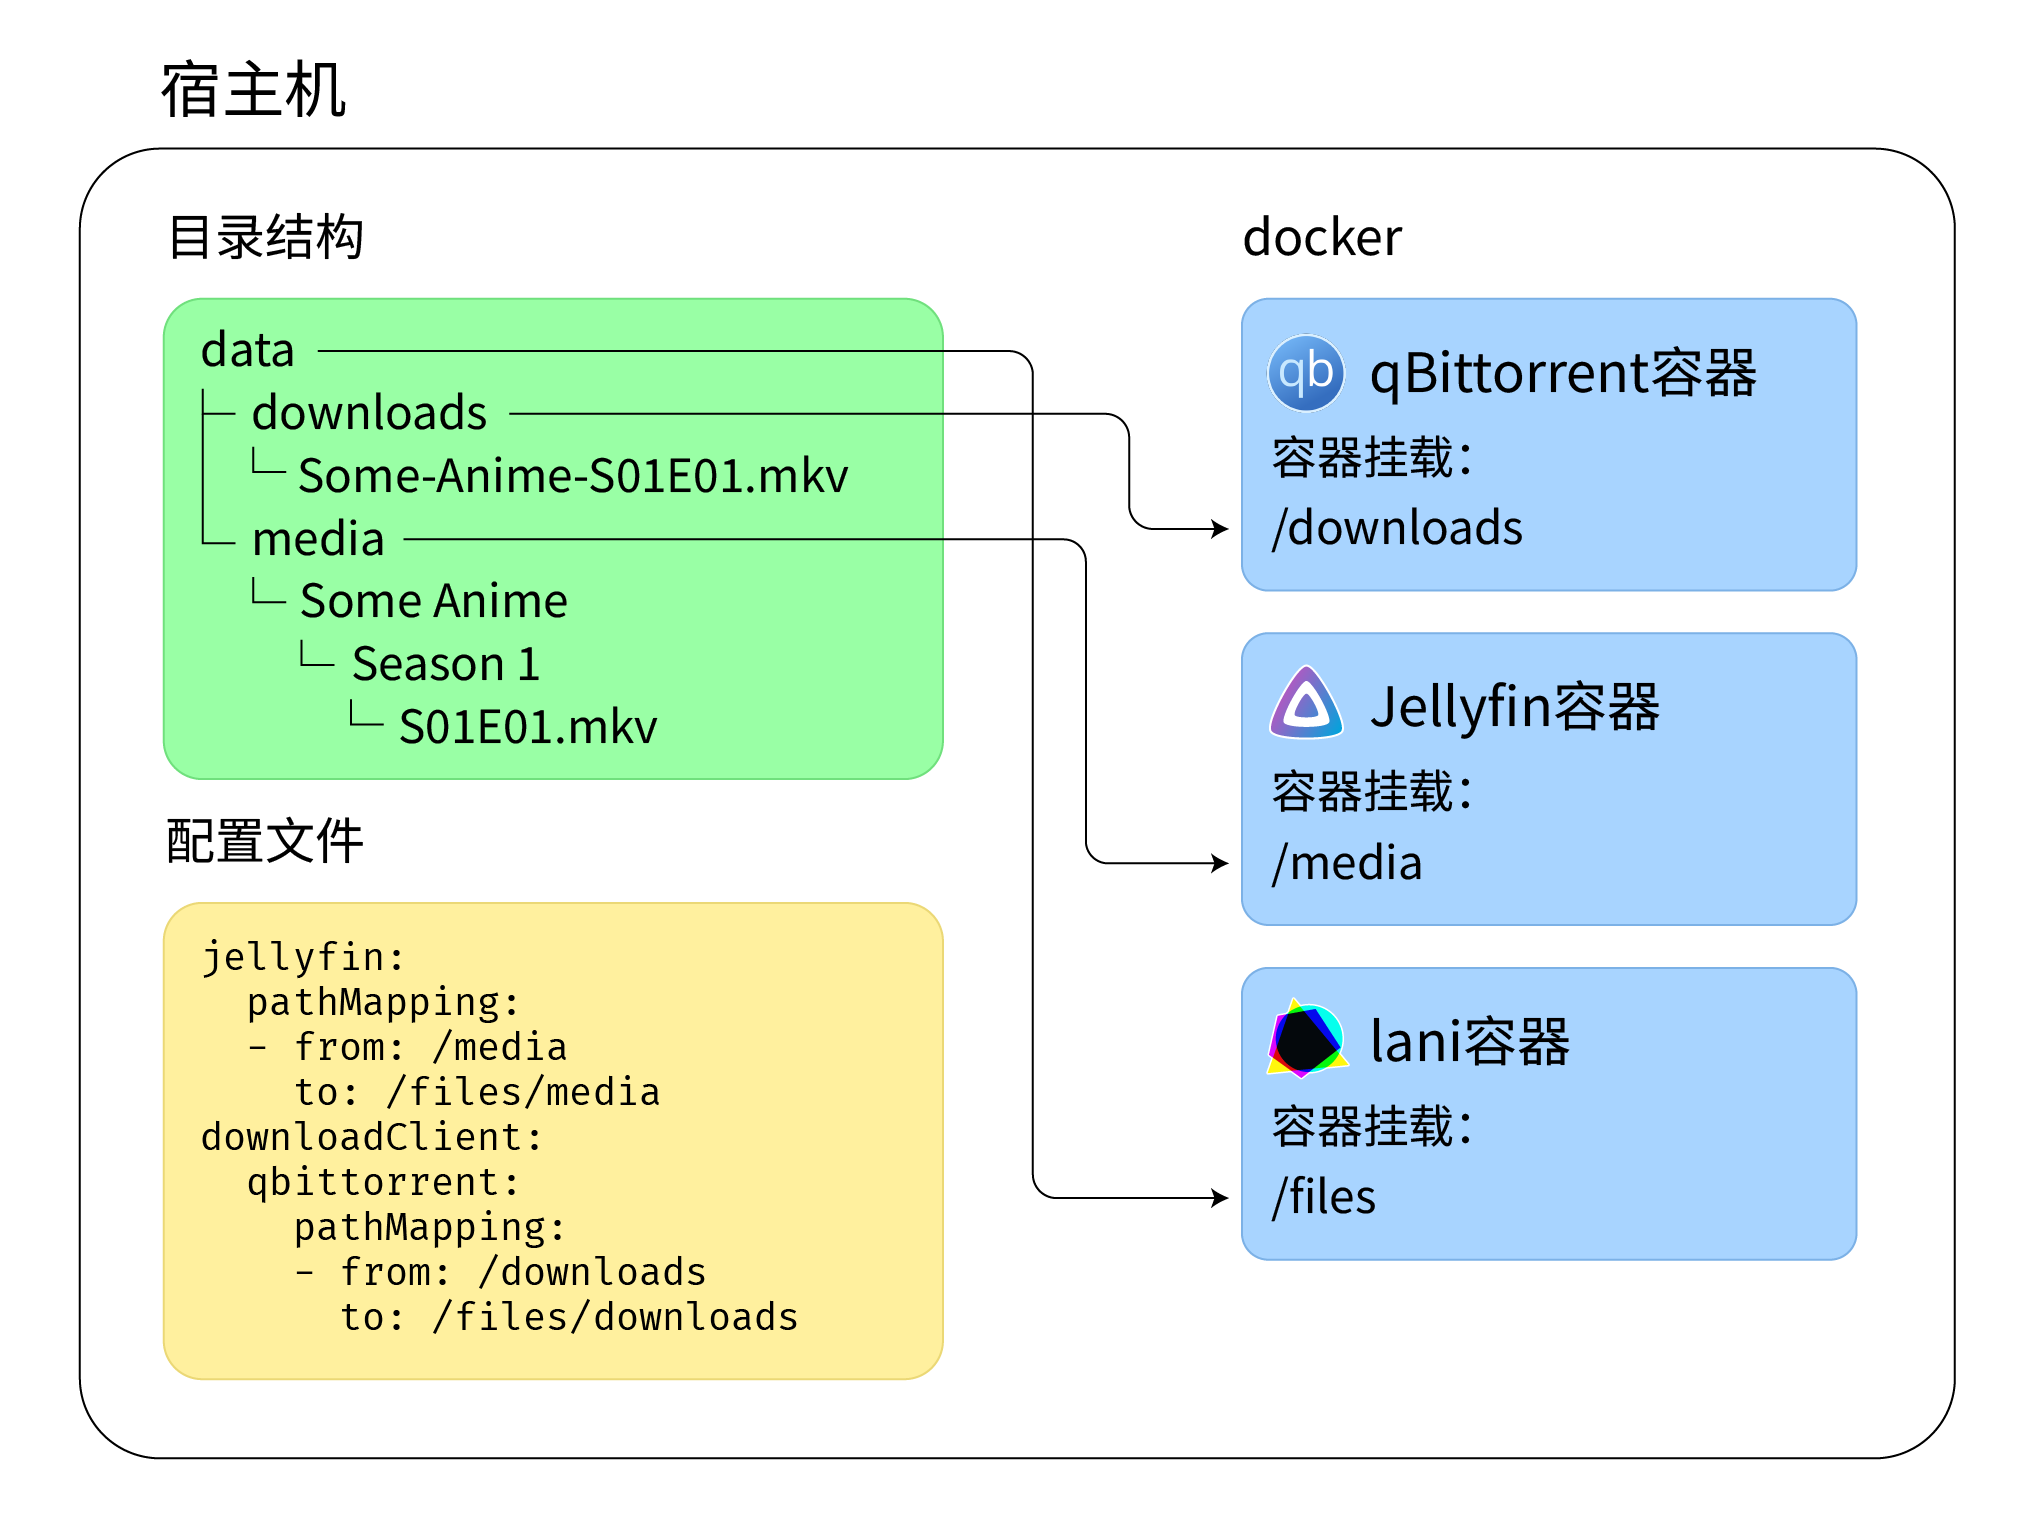 宿主机
目录结构
data
downloads
Some-Anime-S01E01.mkv
media
Some Anime
Season 1
S01E01.mkv
配置文件
jellyfin:
  pathMapping:
  - from: /media
    to: /files/media
downloadClient:
  qbittorrent:
    pathMapping:
    - from: /downloads
      to: /files/downloads
docker
qb
qBittorrent容器
容器挂载：
/downloads
Jellyfin容器
容器挂载：
/media
lani容器
容器挂载：
/files